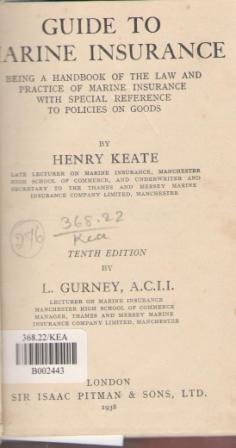 GUIDE TO
MARINE INSURANCE
BEING A HANDBOOK OF THE LAW AND
PRACTICE OF MARINE INSURANCE
WITH SPECIAL REFERENCE
TO POLICIES ON GOODS
BY
HENRY KEATE
LATE LECTURER ON MARINE INSURANCE, MANCHESTER
HIGH SCHOOL OF COMMERCE, AND UNDERWRITER AND
SECRETARY TO THE THAMES AND MERSEY MARINE
INSURANCE COMPANY LIMITED, MANCHESTER
368.22
Kea
276
TENTH EDITION
BY
L. GURNEY, A.C.I.I.
LECTURER ON MARINE INSURANCE
MANCHESTER HIGH SCHOOL OF COMMERCE
MANAGER, THAMES AND MERSEY MARINE
INSURANCE COMPANY LIMITED, MANCHESTER
368.22/KEA
B002443
LONDON
SIR ISAAC PITMAN & SONS, LTD.
1938